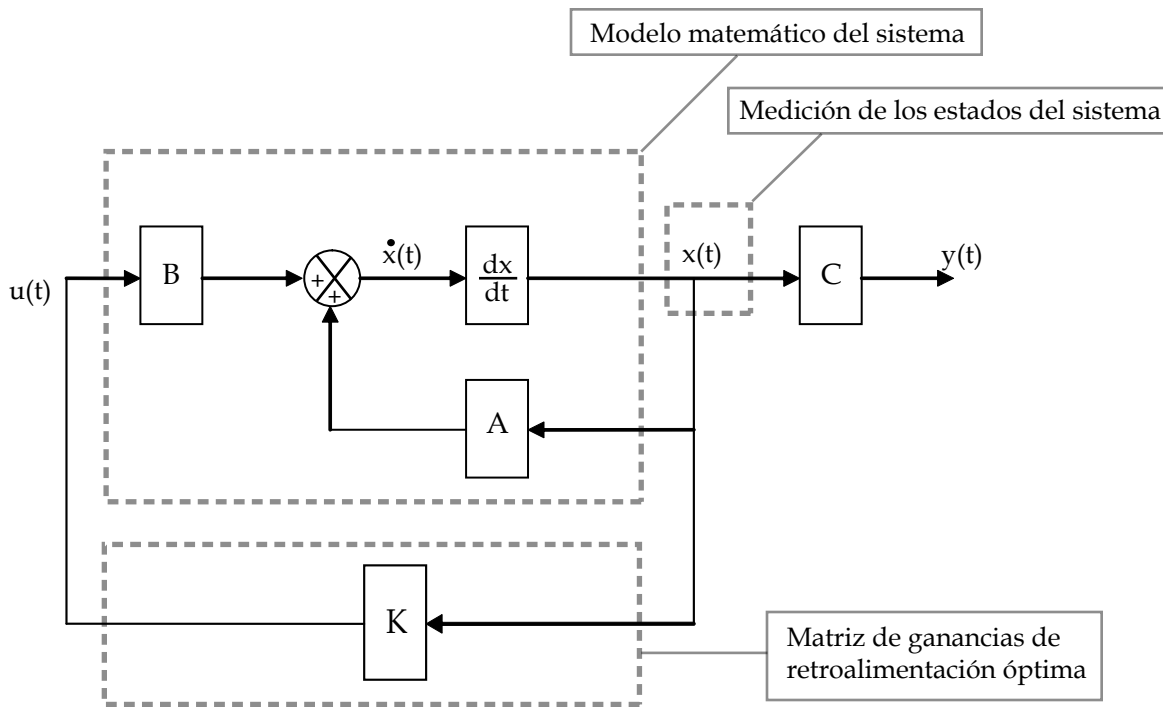 Modelo matemático del sistema
Medición de los estados del sistema
u(t)
B
+
+
ẋ(t)
dx
dt
x(t)
C
y(t)
A
K
Matriz de ganancias de
retroalimentación óptima